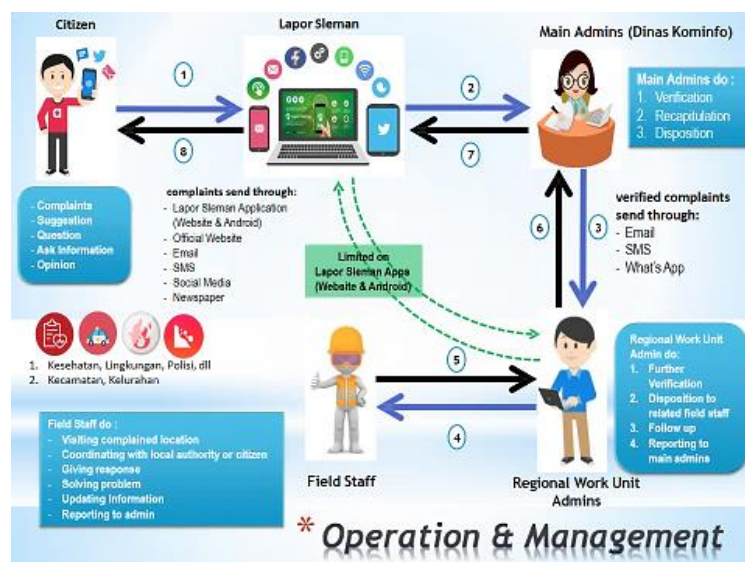 Citizen
Lapor Sleman
Main Admins (Dinas Kominfo)
1
2
8
7
Main Admins do :
1. Verification
2. Recapitulation
3. Disposition
- Complaints
- Suggestion
- Question
- Ask Information
- Opinion
complaints send through:
- Lapor Sleman Application
(Website & Android)
- Official Website
- Email
- SMS
- Social Media
- Newspaper
Limited on
Lapor Sleman Apps
(Website & Android)
6
3
verified complaints
send through:
- Email
- SMS
- What's App
1. Kesehatan, Lingkungan, Polisi, dll
2. Kecamatan, Kelurahan
5
4
Regional Work Unit
Admin do:
1. Further
Verification
2. Disposition to
related field staff
3. Follow up
4. Reporting to
main admins
Field Staff do :
- Visiting complained location
- Coordinating with local authority or citizen
- Giving response
- Solving problem
- Updating Information
- Reporting to admin
Field Staff
Regional Work Unit
Admins
* Operation & Management